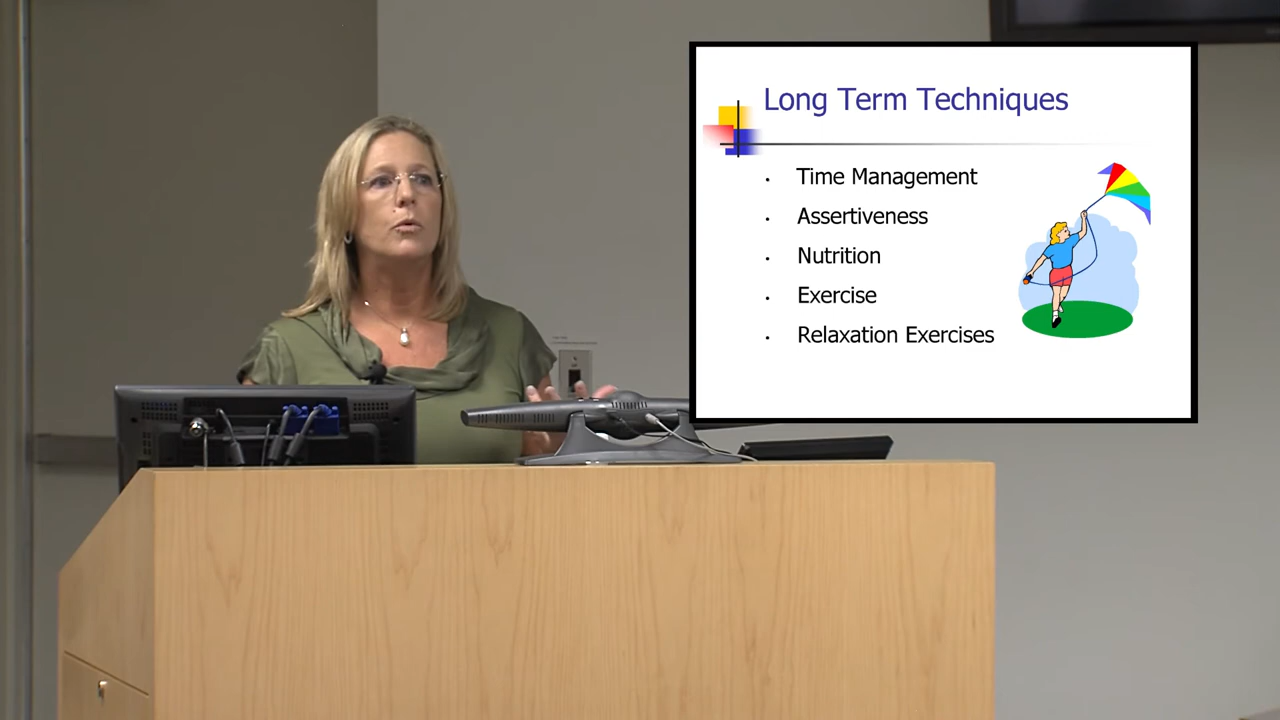 Long Term Techniques
• Time Management
• Assertiveness
• Nutrition
• Exercise
• Relaxation Exercises